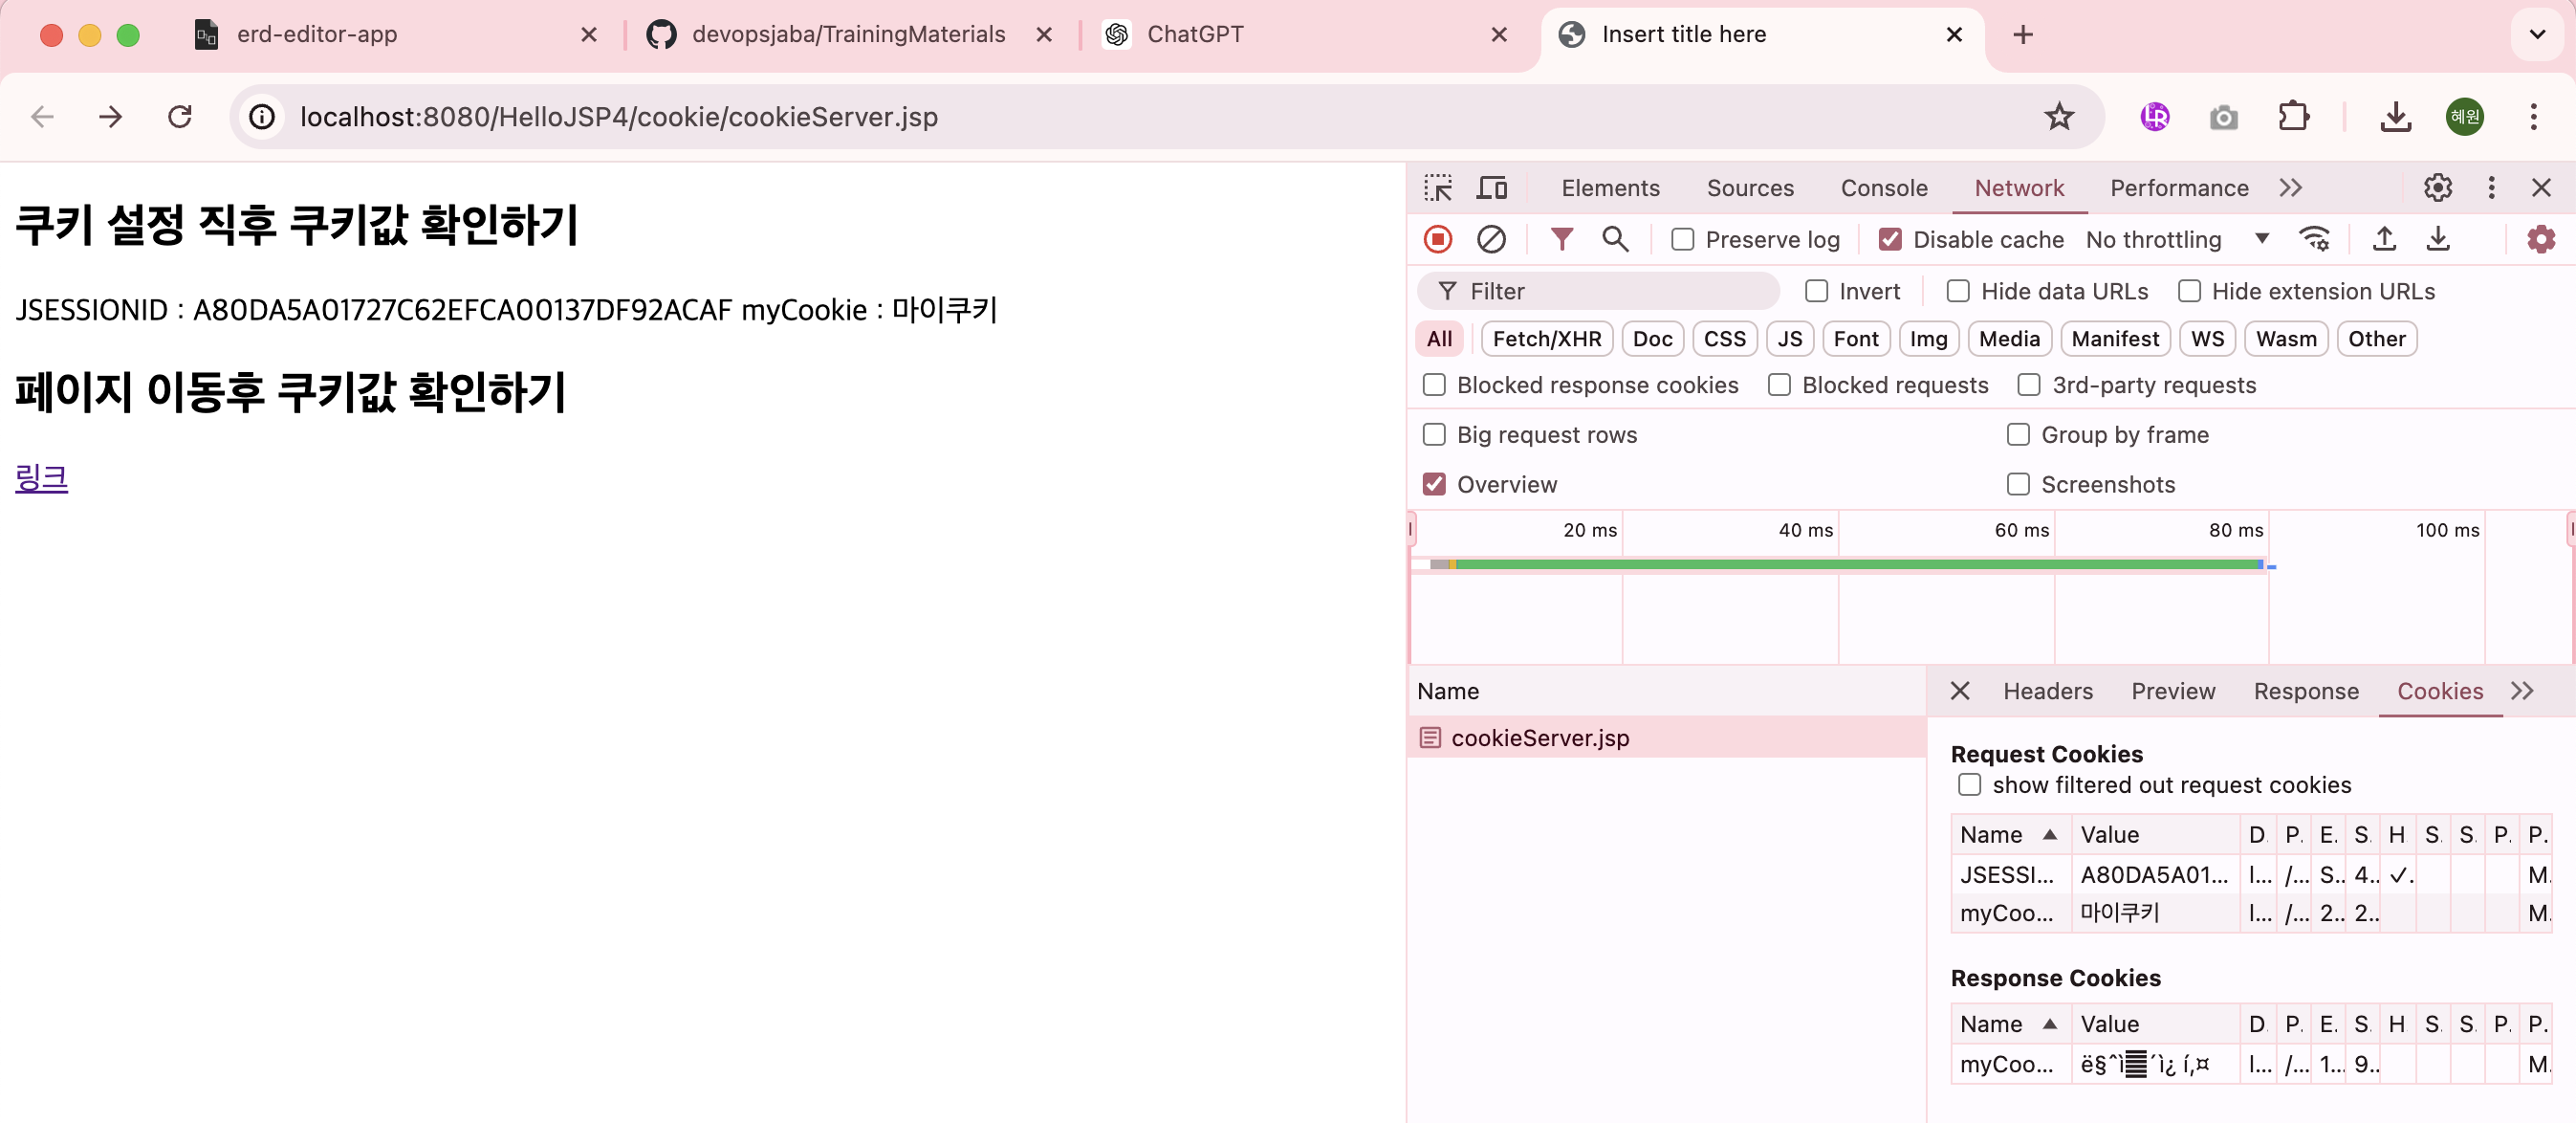 erd-editor-app
devopsjaba/TrainingMaterials
ChatGPT
Insert title here
localhost:8080/HelloJSP4/cookie/cookieServer.jsp
혜원
쿠키 설정 직후 쿠키값 확인하기
JSESSIONID : A80DA5A01727C62EFCA00137DF92ACAF myCookie : 마이쿠키
페이지 이동후 쿠키값 확인하기
링크
Elements Sources Console Network Performance
Preserve log Disable cache No throttling
Filter Invert Hide data URLs Hide extension URLs
All Fetch/XHR Doc CSS JS Font Img Media Manifest WS Wasm Other
Blocked response cookies Blocked requests 3rd-party requests
Big request rows Group by frame
Overview Screenshots
20 ms 40 ms 60 ms 80 ms 100 ms
Name
cookieServer.jsp
Headers Preview Response Cookies
Request Cookies
show filtered out request cookies
Name Value D. P. E. S. H S. S. P. P.
JSESSI... A80DA5A01... l... /... S.. 4.. ✓. M.
myCoo... 마이쿠키 l... /... 2.. 2.. M.
Response Cookies
Name Value D. P. E. S. H S. S. P. P.
myCoo... l... /... 1.. 9.. M.